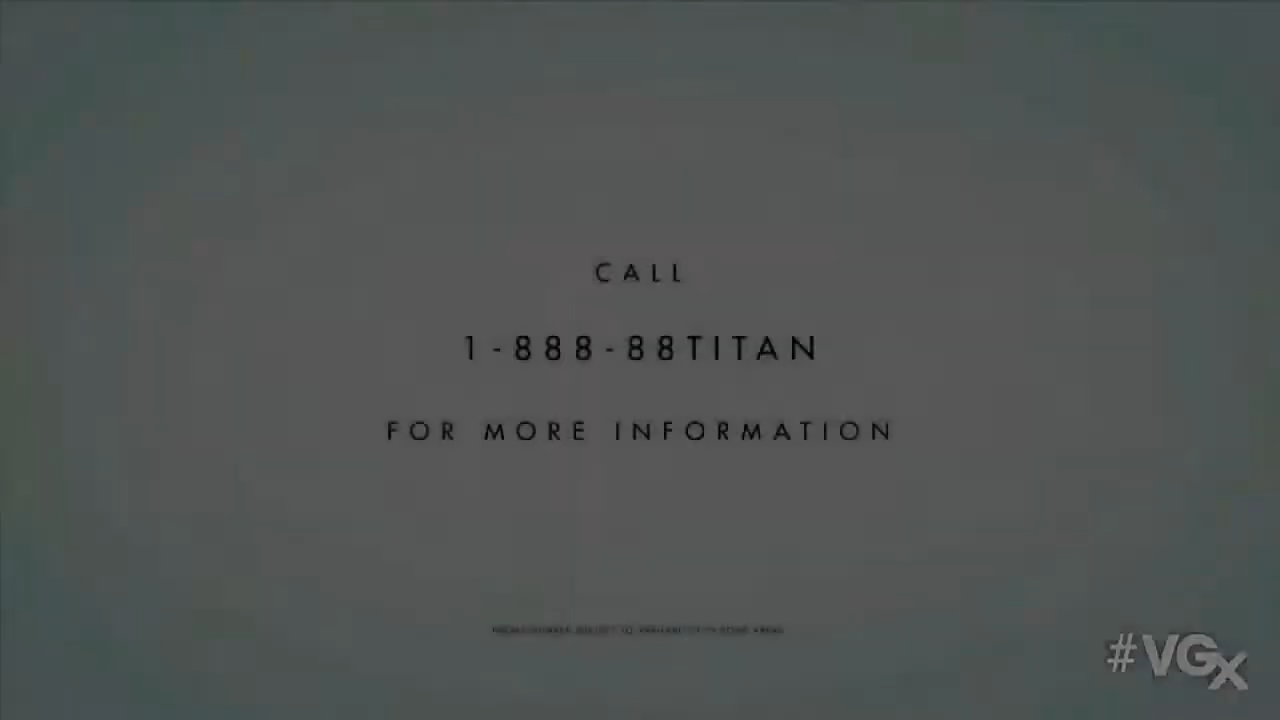 CALL
1-888-88TITAN
FOR MORE INFORMATION
#VGx